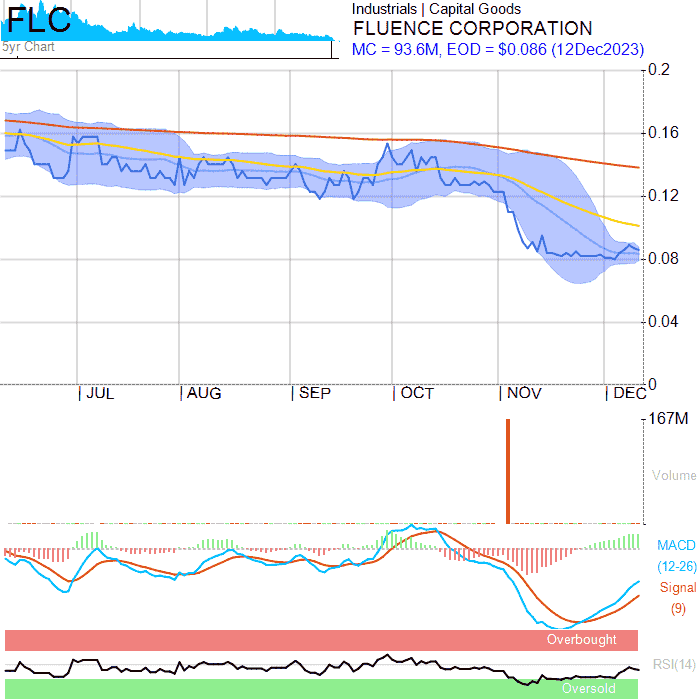 FLC
5yr Chart
Industrials | Capital Goods
FLUENCE CORPORATION
MC = 93.6M, EOD = $0.086 (12Dec2023)
0.2
0.16
0.12
0.08
0.04
0
JUL AUG SEP OCT NOV DEC
167M
Volume
MACD
(12-26)
Signal
(9)
Overbought
RSI(14)
Oversold